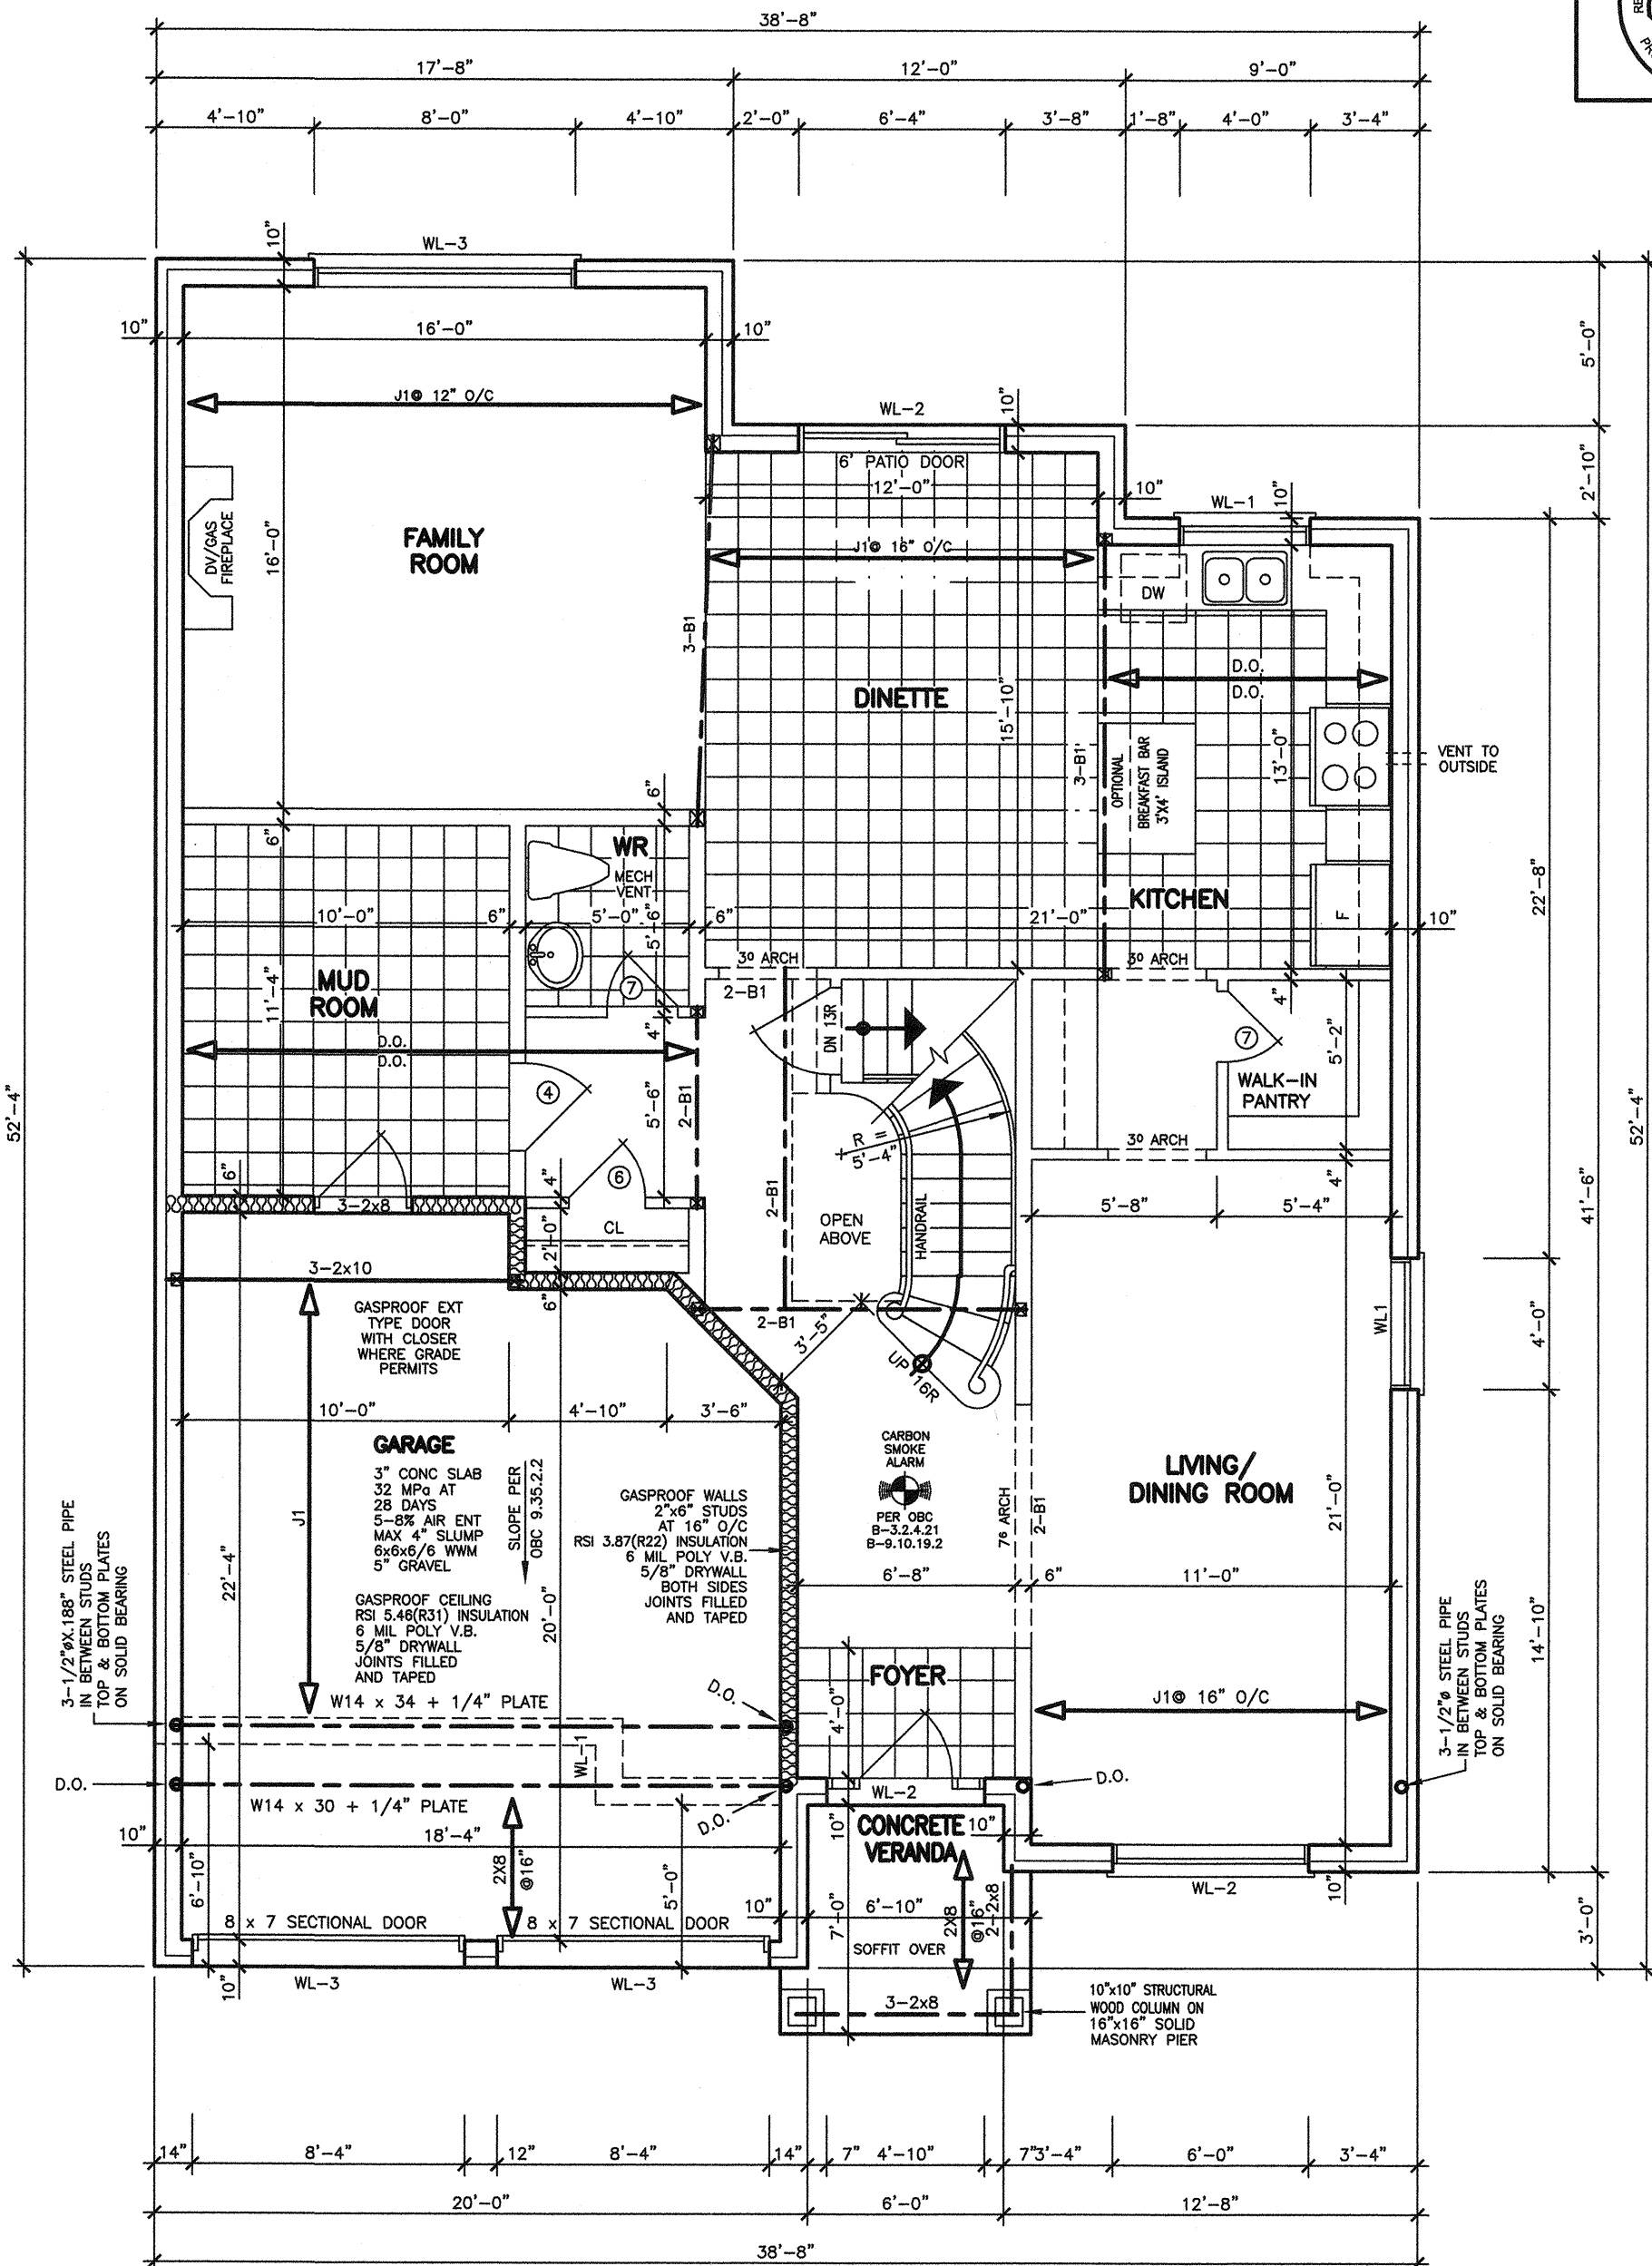 38'-8"
17'-8" 12'-0" 9'-0"
4'-10" 8'-0" 4'-10" 2'-0" 6'-4" 3'-8" 1'-8" 4'-0" 3'-4"
WL-3
10"
10" 16'-0" 10"
J1@ 12" O/C
WL-2
10"
6' PATIO DOOR
12'-0"
10"
WL-1
10"
5'-0"
2'-10"
DV/GAS
FIREPLACE
16'-0"
FAMILY
ROOM
J1@ 16" O/C
DW
3-B1
D.O.
D.O.
DINETTE
15'-10"
3-B1
OPTIONAL
BREAKFAST BAR
3'X4' ISLAND
13'-0"
VENT TO
OUTSIDE
6"
6"
WR
MECH
VENT
KITCHEN
F
22'-8"
10'-0" 6" 5'-0" 6" 21'-0" 10"
5'-6"
MUD
ROOM
11'-4"
7
3⁰ ARCH
2-B1
3⁰ ARCH
4"
DN 13R
4"
7
5'-2"
D.O.
D.O.
4
5'-6"
2-B1
WALK-IN
PANTRY
52'-4"
52'-4"
R =
5'-4"
3⁰ ARCH
4"
41'-6"
6"
3-2x8
4"
6
2-B1
OPEN
ABOVE
HANDRAIL
5'-8" 5'-4"
CL
2'-0"
3-2x10
6"
2-B1
3'-5"
UP 16R
WL1
4'-0"
GASPROOF EXT
TYPE DOOR
WITH CLOSER
WHERE GRADE
PERMITS
10'-0" 4'-10" 3'-6"
J1
GARAGE
3" CONC SLAB
32 MPa AT
28 DAYS
5-8% AIR ENT
MAX 4" SLUMP
6x6x6/6 WWM
5" GRAVEL
SLOPE PER
OBC 9.35.2.2
GASPROOF WALLS
2"x6" STUDS
AT 16" O/C
RSI 3.87(R22) INSULATION
6 MIL POLY V.B.
5/8" DRYWALL
BOTH SIDES
JOINTS FILLED
AND TAPED
CARBON
SMOKE
ALARM
PER OBC
B-3.2.4.21
B-9.10.19.2
7⁶ ARCH
2-B1
LIVING/
DINING ROOM
21'-0"
22'-4"
20'-0"
GASPROOF CEILING
RSI 5.46(R31) INSULATION
6 MIL POLY V.B.
5/8" DRYWALL
JOINTS FILLED
AND TAPED
6'-8" 6" 11'-0"
14'-10"
3-1/2"øX.188" STEEL PIPE
IN BETWEEN STUDS
TOP & BOTTOM PLATES
ON SOLID BEARING
3-1/2"ø STEEL PIPE
IN BETWEEN STUDS
TOP & BOTTOM PLATES
ON SOLID BEARING
W14 x 34 + 1/4" PLATE
D.O.
FOYER
4'-0"
J1@ 16" O/C
WL-1
D.O.
W14 x 30 + 1/4" PLATE
D.O.
WL-2
D.O.
10" 18'-4"
10"
CONCRETE
VERANDA
10"
6'-10"
2X8
@16"
5'-0"
10" 6'-10"
7'-0"
2x8
@16"
2-2x8
WL-2
10"
3'-0"
8 x 7 SECTIONAL DOOR
8 x 7 SECTIONAL DOOR
SOFFIT OVER
10"
WL-3
WL-3
3-2x8
10"x10" STRUCTURAL
WOOD COLUMN ON
16"x16" SOLID
MASONRY PIER
14" 8'-4" 12" 8'-4" 14" 7" 4'-10" 7" 3'-4" 6'-0" 3'-4"
20'-0" 6'-0" 12'-8"
38'-8"